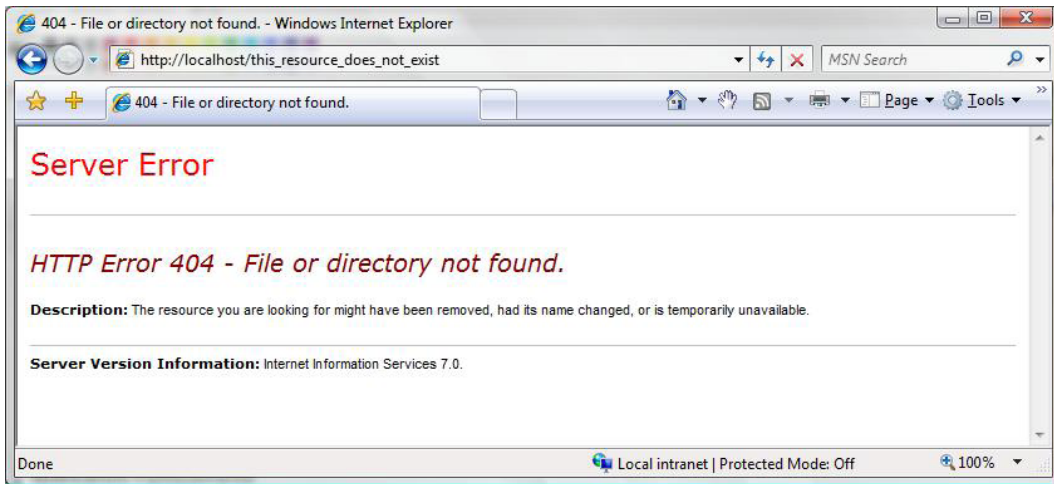 404 - File or directory not found. - Windows Internet Explorer
http://localhost/this_resource_does_not_exist
MSN Search
404 - File or directory not found.
Page
Tools
Server Error
HTTP Error 404 - File or directory not found.
Description: The resource you are looking for might have been removed, had its name changed, or is temporarily unavailable.
Server Version Information: Internet Information Services 7.0.
Done
Local intranet | Protected Mode: Off
100%